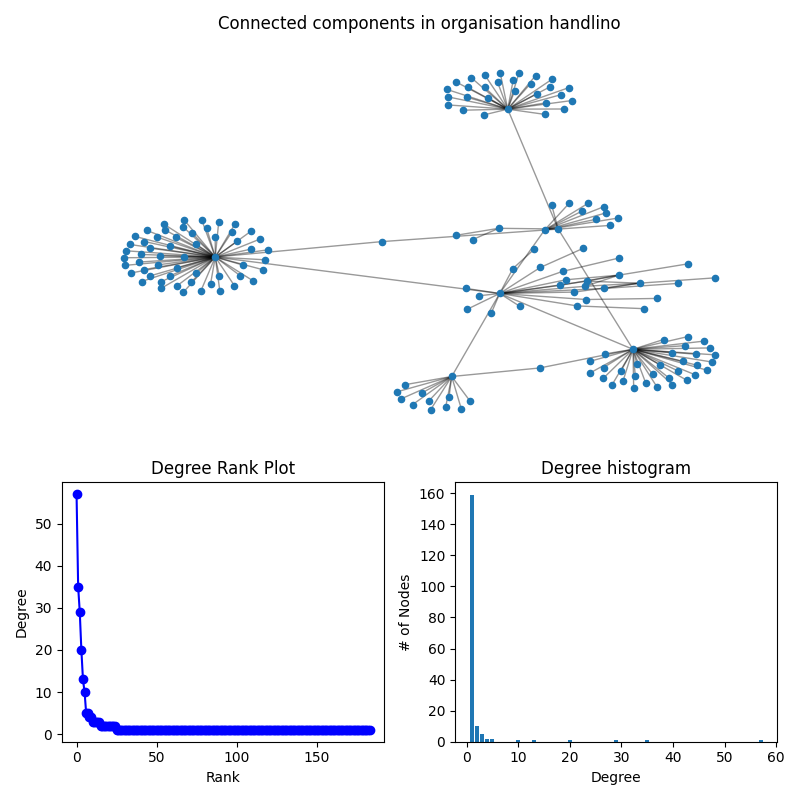 Connected components in organisation handlino
Degree Rank Plot
Degree
50
40
30
20
10
0
0 50 100 150
Rank
Degree histogram
# of Nodes
160
140
120
100
80
60
40
20
0
0 10 20 30 40 50 60
Degree